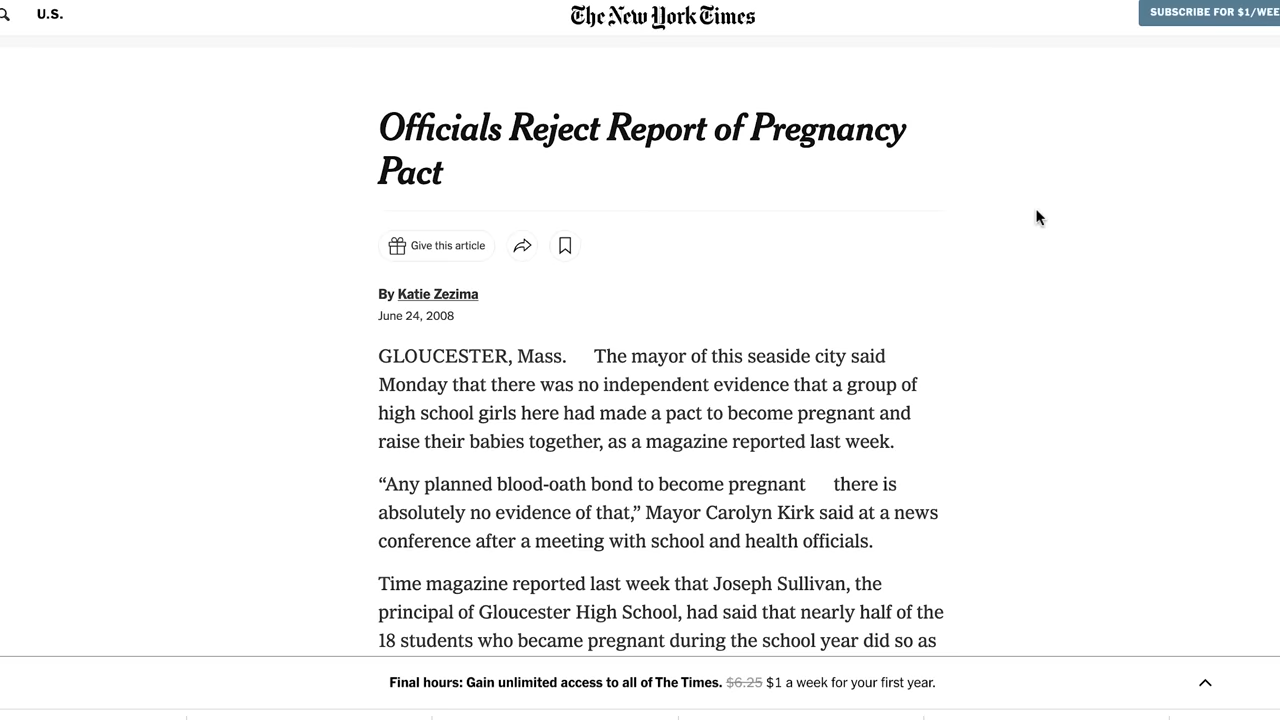 U.S.
The New York Times
SUBSCRIBE FOR $1/WEE
Officials Reject Report of Pregnancy
Pact
Give this article
By Katie Zezima
June 24, 2008
GLOUCESTER, Mass. The mayor of this seaside city said
Monday that there was no independent evidence that a group of
high school girls here had made a pact to become pregnant and
raise their babies together, as a magazine reported last week.
“Any planned blood-oath bond to become pregnant there is
absolutely no evidence of that,” Mayor Carolyn Kirk said at a news
conference after a meeting with school and health officials.
Time magazine reported last week that Joseph Sullivan, the
principal of Gloucester High School, had said that nearly half of the
18 students who became pregnant during the school year did so as
Final hours: Gain unlimited access to all of The Times. $6.25 $1 a week for your first year.